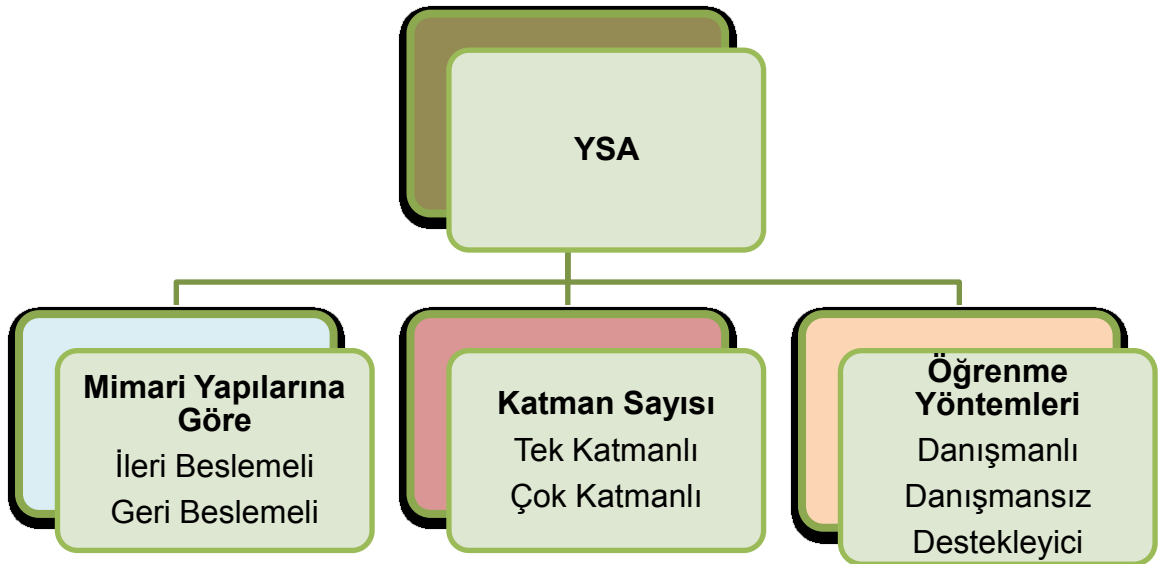 YSA
Mimari Yapılarına
Göre
İleri Beslemeli
Geri Beslemeli
Katman Sayısı
Tek Katmanlı
Çok Katmanlı
Öğrenme
Yöntemleri
Danışmanlı
Danışmansız
Destekleyici